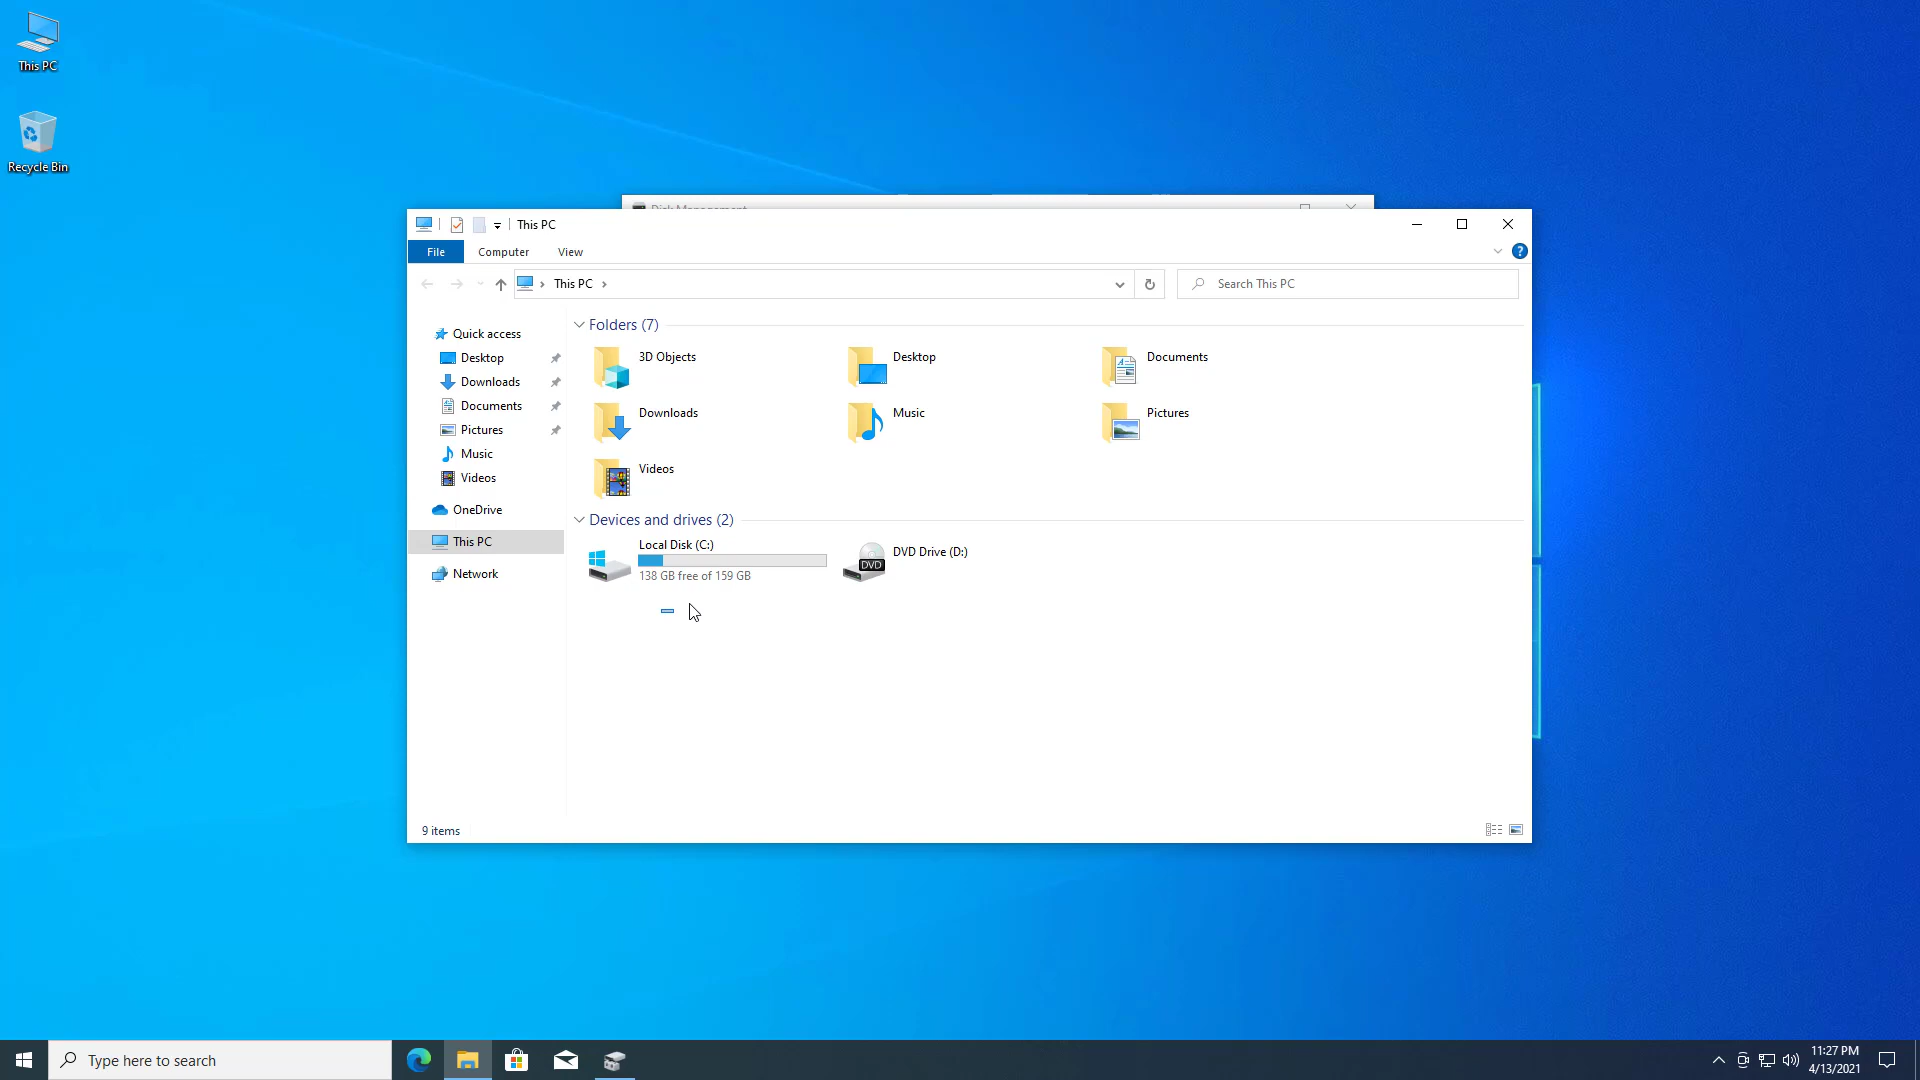 This PC
Recycle Bin
Disk Management
This PC
File
Computer
View
This PC
Search This PC
Quick access
Desktop
Downloads
Documents
Pictures
Music
Videos
OneDrive
This PC
Network
Folders (7)
3D Objects
Desktop
Documents
Downloads
Music
Pictures
Videos
Devices and drives (2)
Local Disk (C:)
138 GB free of 159 GB
DVD
DVD Drive (D:)
9 items
Type here to search
11:27 PM
4/13/2021